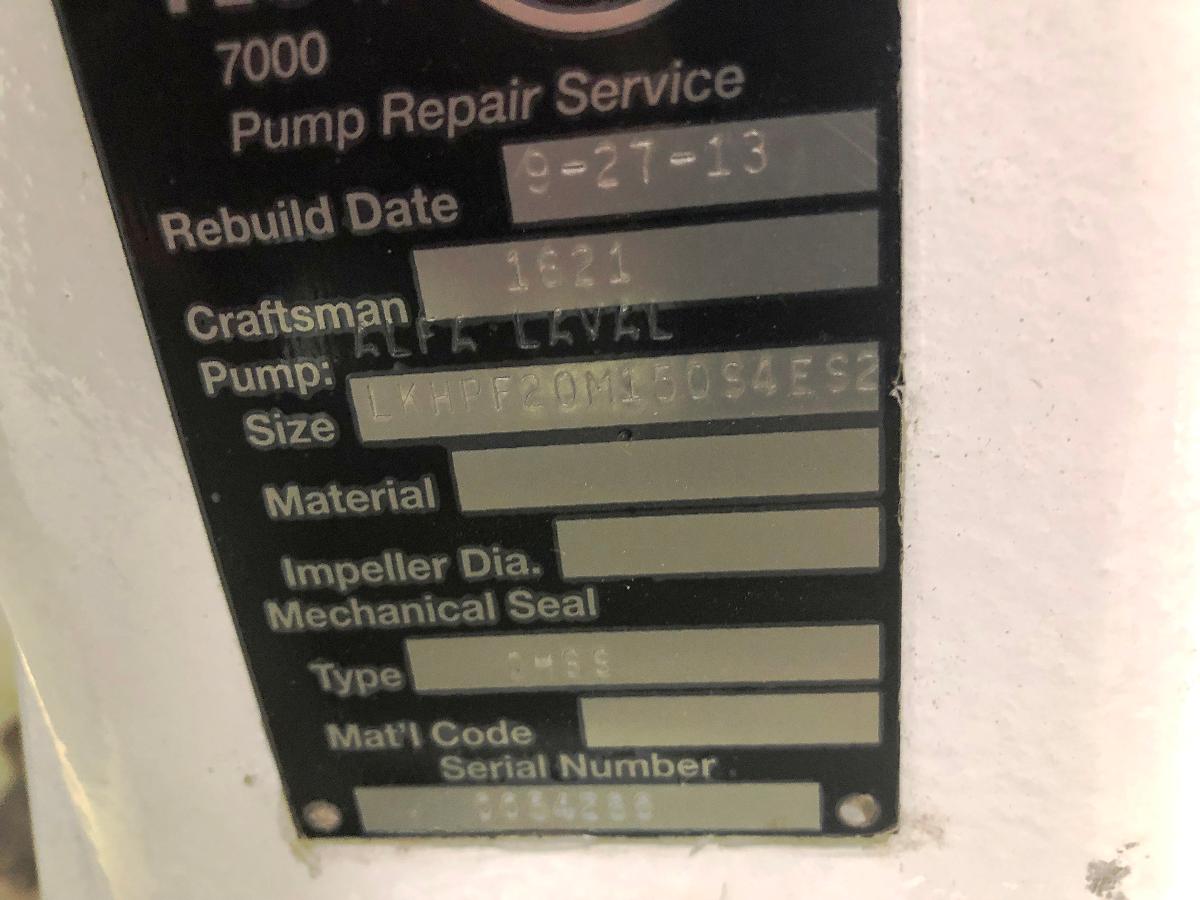 7000
Pump Repair Service
Rebuild Date 9-27-13
Craftsman 1621
ALFA LAVAL
Pump:
Size LKHPF20M150S4ES2
Material
Impeller Dia.
Mechanical Seal
Type
Mat'l Code
Serial Number